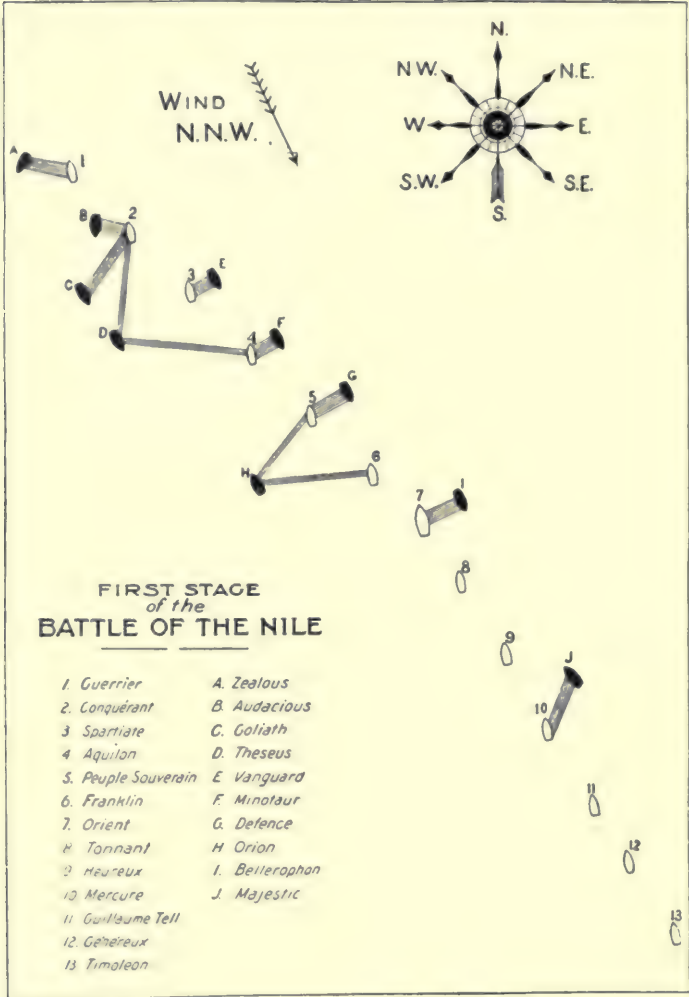 N.
N.W.
N.E.
WIND
N.N.W.
W
E.
S.W.
S.E.
S.
A
1
B
2
C
3
E
D
4
F
5
G
H
6
7
I
8
9
J
10
11
12
13
FIRST STAGE
of the
BATTLE OF THE NILE
1. Guerrier
2. Conquérant
3 Spartiate
4 Aquilon
5. Peuple Souverain
6. Franklin
7. Orient
8 Tonnant
9 Heureux
10 Mercure
11 Guillaume Tell
12. Généreux
13 Timoleon
A. Zealous
B. Audacious
C. Goliath
D. Theseus
E Vanguard
F. Minotaur
G. Defence
H Orion
I. Bellerophon
J. Majestic